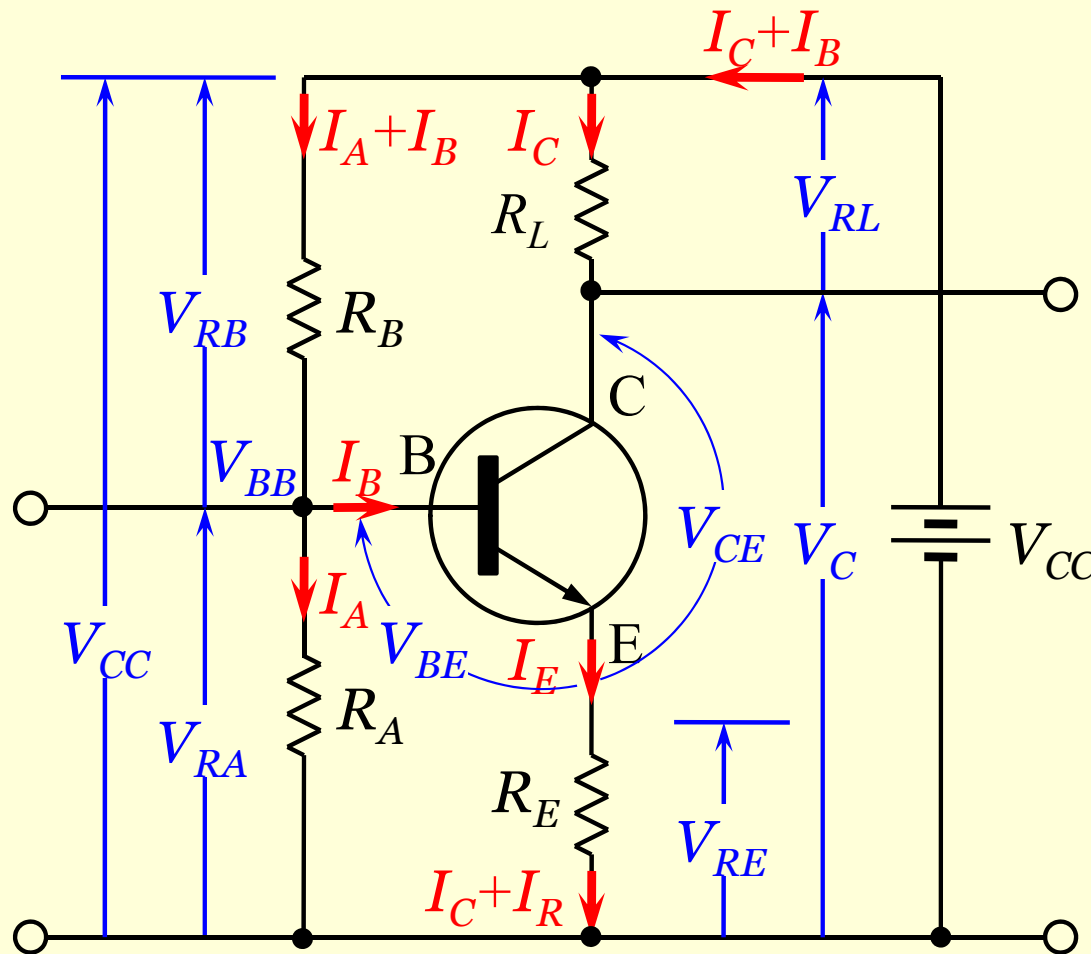 I_C+I_B
I_A+I_B
I_C
R_L
V_RL
V_RB
R_B
C
V_BB
I_B
B
V_CE
V_C
V_CC
I_A
V_CC
V_BE
I_E
E
R_A
V_RA
R_E
V_RE
I_C+I_R